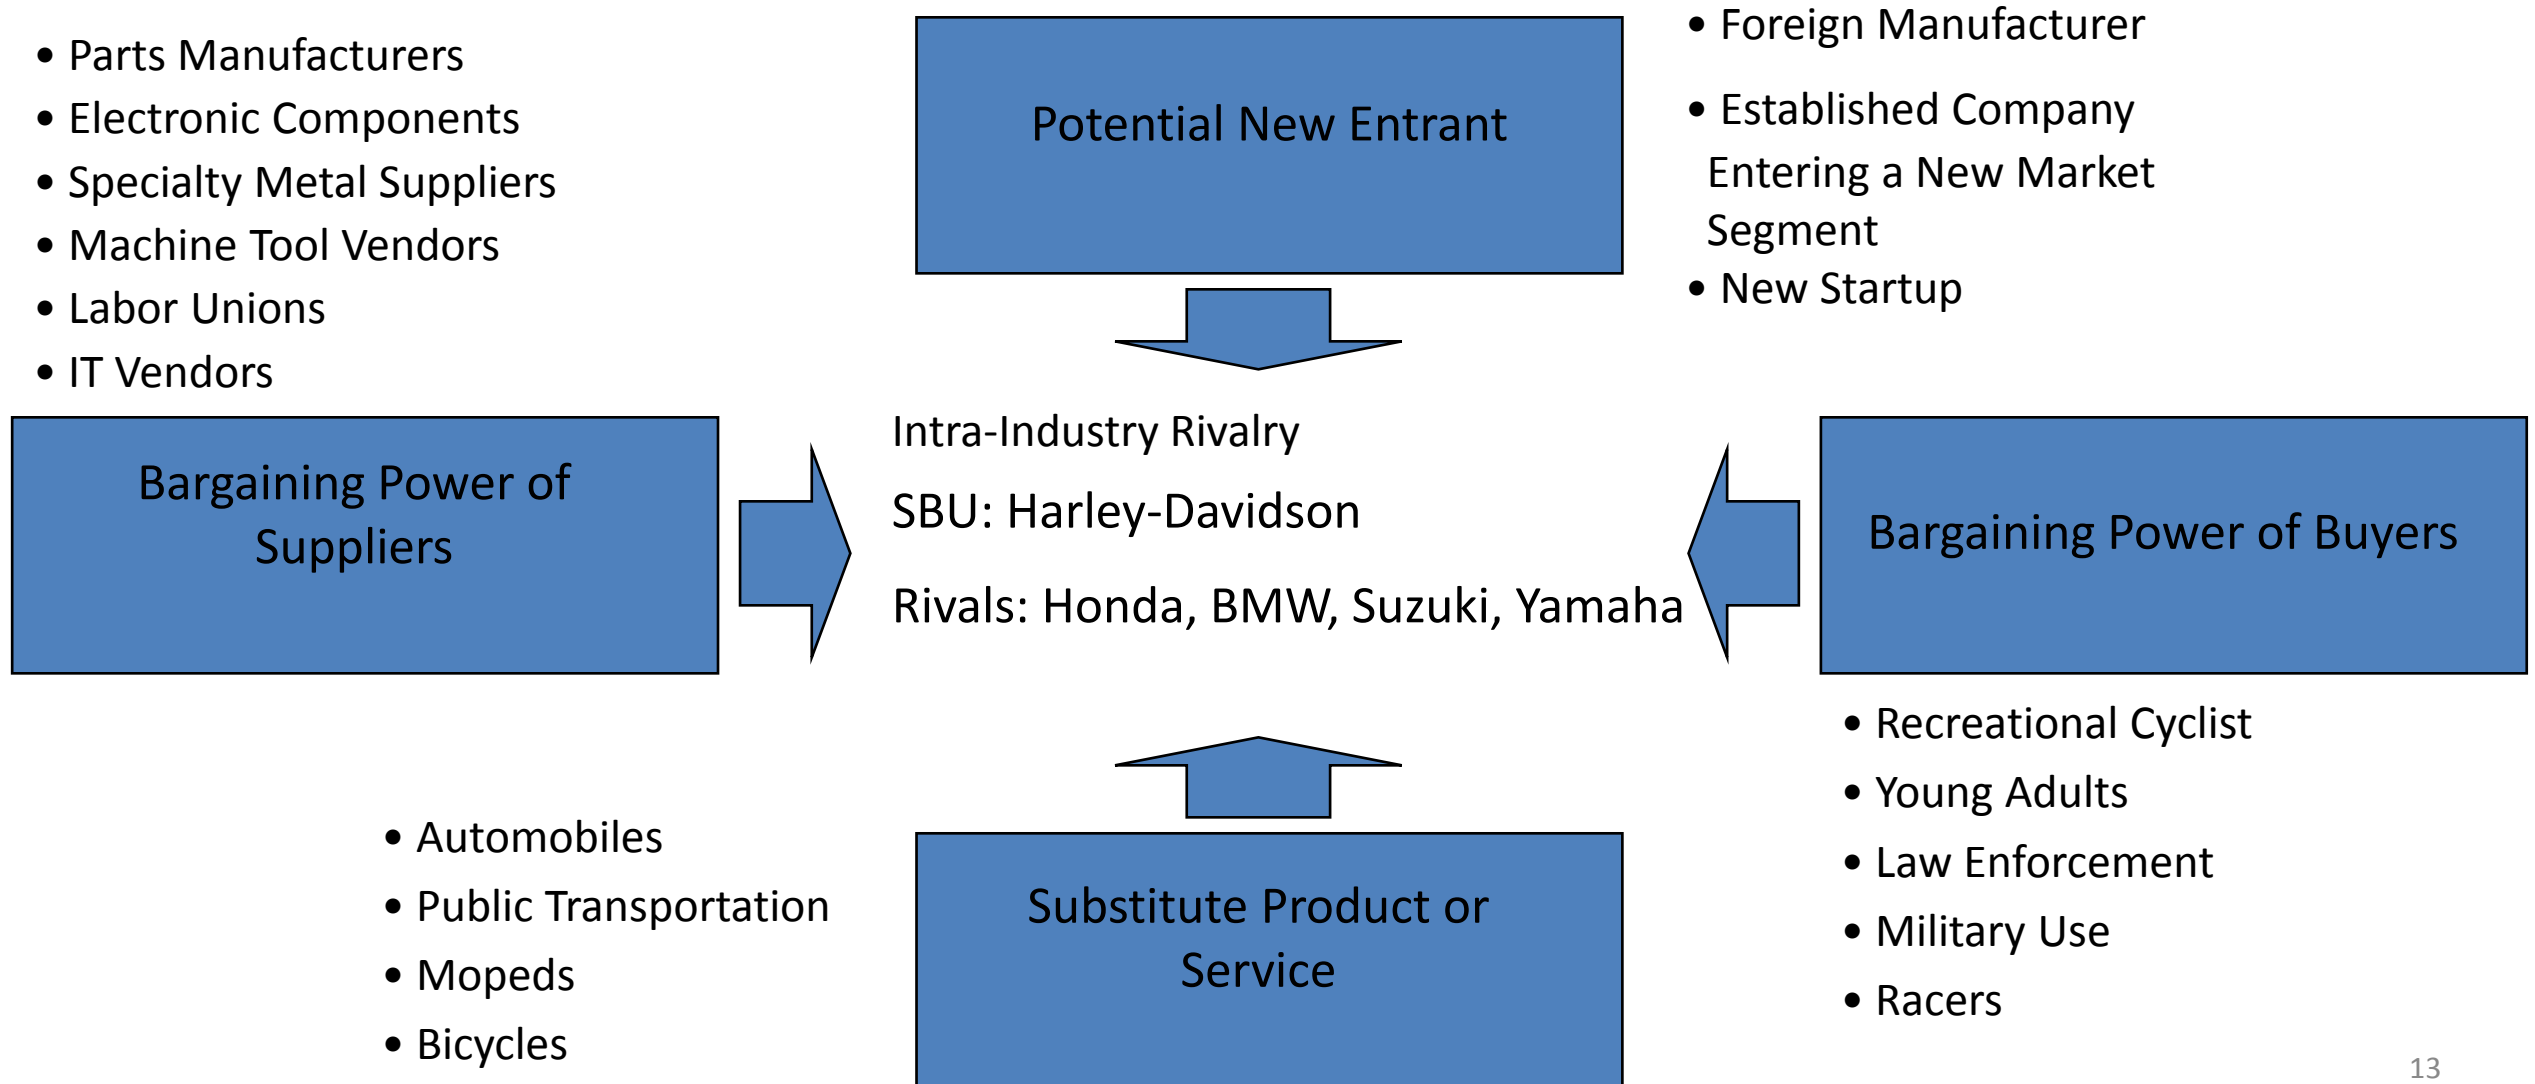 • Parts Manufacturers
• Electronic Components
• Specialty Metal Suppliers
• Machine Tool Vendors
• Labor Unions
• IT Vendors
Potential New Entrant
• Foreign Manufacturer
• Established Company
Entering a New Market
Segment
• New Startup
Bargaining Power of
Suppliers
Intra-Industry Rivalry
SBU: Harley-Davidson
Rivals: Honda, BMW, Suzuki, Yamaha
Bargaining Power of Buyers
• Automobiles
• Public Transportation
• Mopeds
• Bicycles
Substitute Product or
Service
• Recreational Cyclist
• Young Adults
• Law Enforcement
• Military Use
• Racers
13